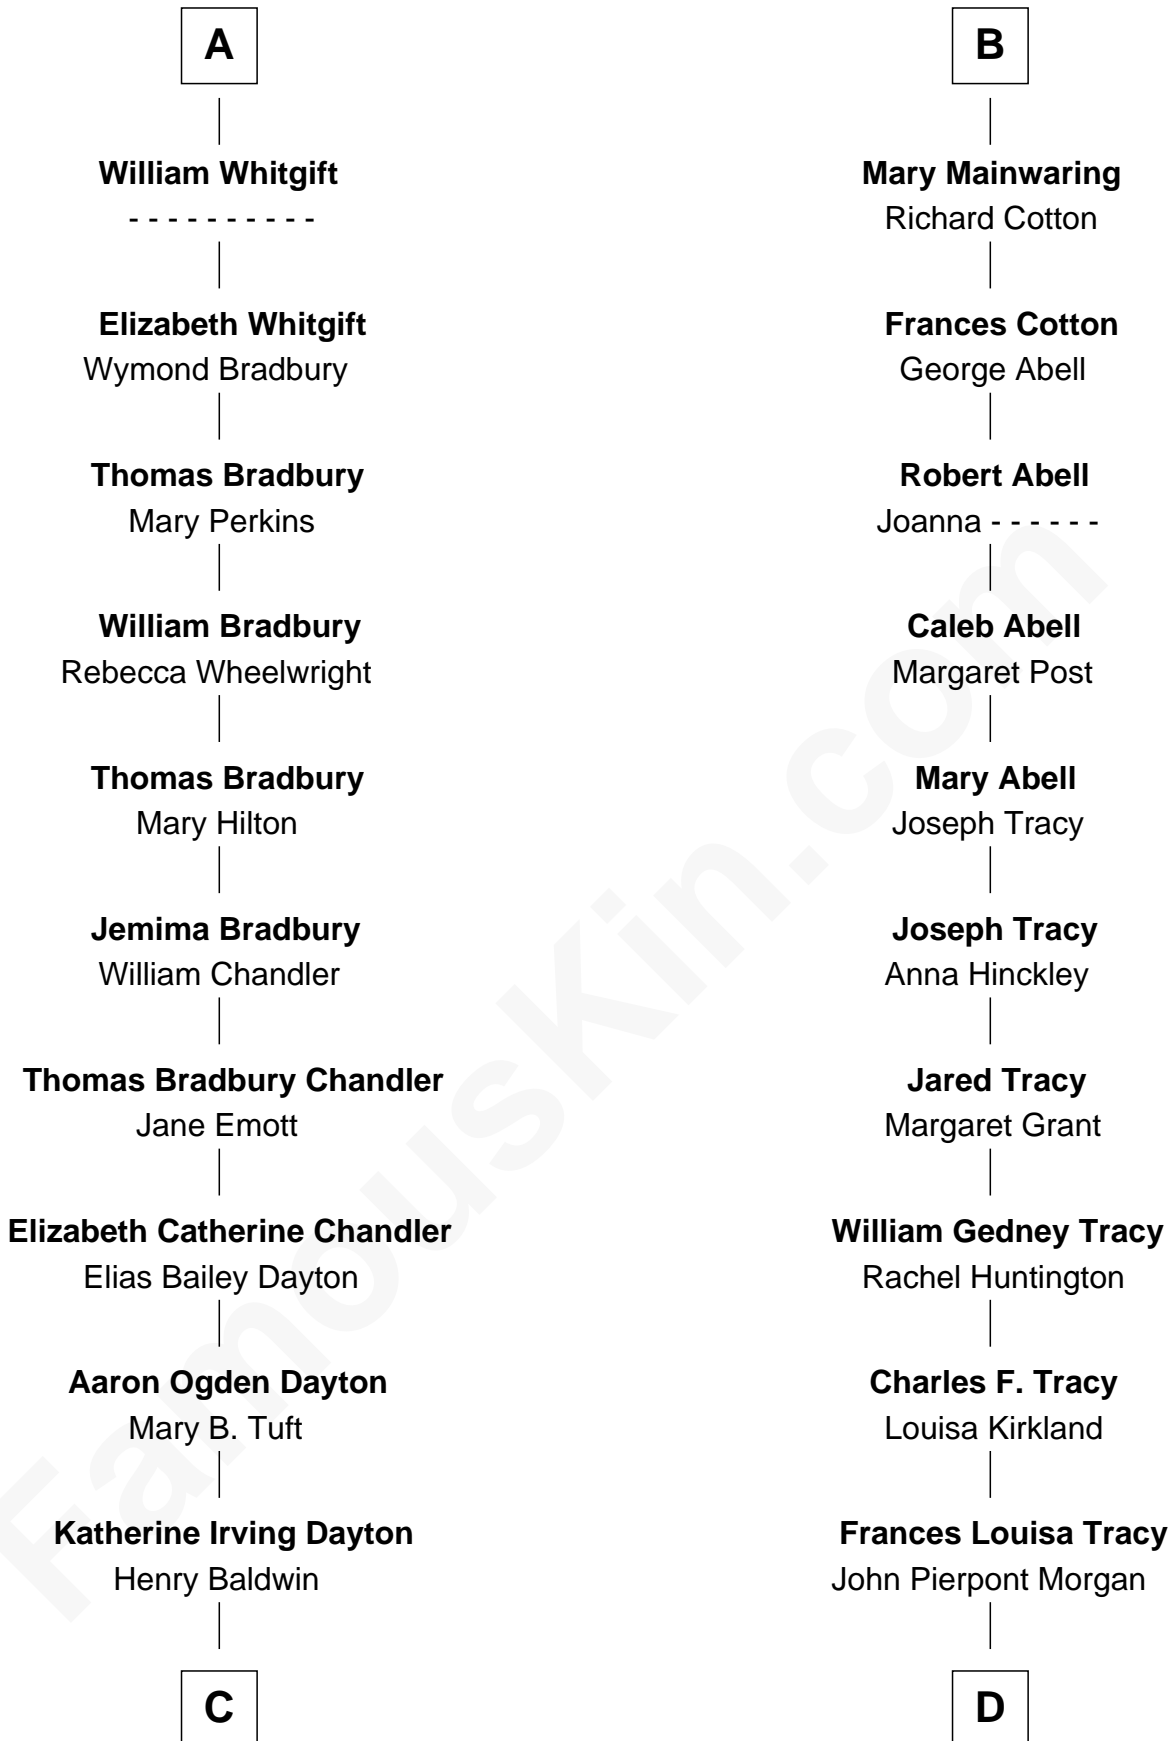 A
William Whitgift
- - - - - - - - - -
Elizabeth Whitgift
Wymond Bradbury
Thomas Bradbury
Mary Perkins
William Bradbury
Rebecca Wheelwright
Thomas Bradbury
Mary Hilton
Jemima Bradbury
William Chandler
Thomas Bradbury Chandler
Jane Emott
Elizabeth Catherine Chandler
Elias Bailey Dayton
Aaron Ogden Dayton
Mary B. Tuft
Katherine Irving Dayton
Henry Baldwin
C
B
Mary Mainwaring
Richard Cotton
Frances Cotton
George Abell
Robert Abell
Joanna - - - - - -
Caleb Abell
Margaret Post
Mary Abell
Joseph Tracy
Joseph Tracy
Anna Hinckley
Jared Tracy
Margaret Grant
William Gedney Tracy
Rachel Huntington
Charles F. Tracy
Louisa Kirkland
Frances Louisa Tracy
John Pierpont Morgan
D
FamousKin.com